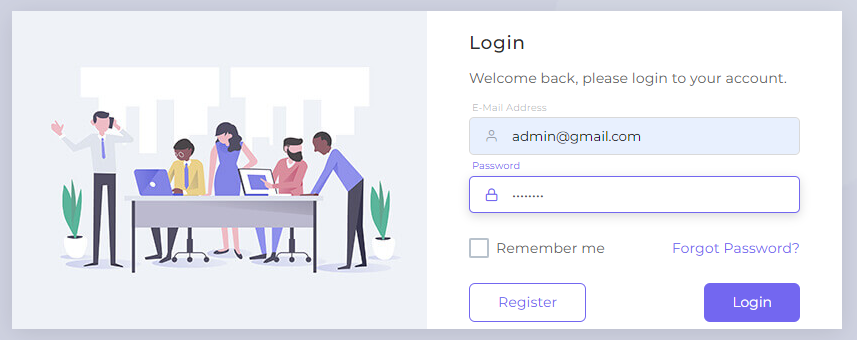 Login
Welcome back, please login to your account.
E-Mail Address
admin@gmail.com
Password
········
Remember me
Forgot Password?
Register
Login